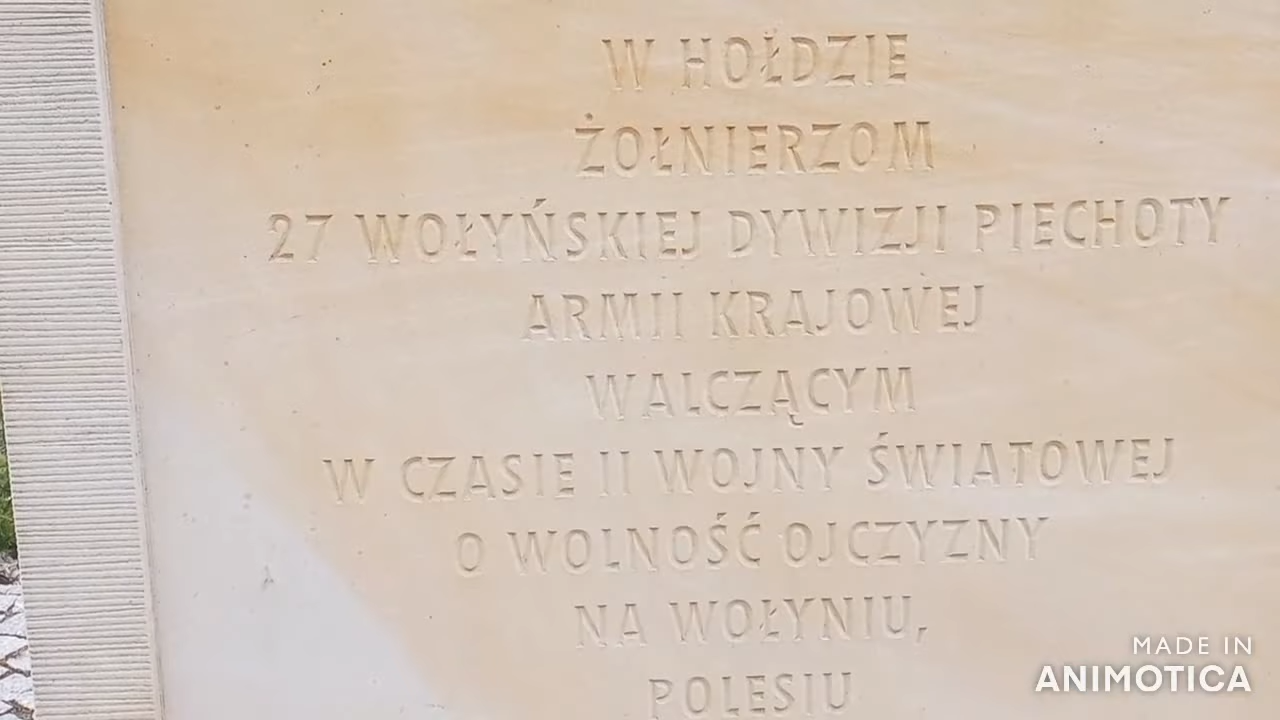 W HOŁDZIE
ŻOŁNIERZOM
27 WOŁYŃSKIEJ DYWIZJI PIECHOTY
ARMII KRAJOWEJ
WALCZĄCYM
W CZASIE II WOJNY ŚWIATOWEJ
O WOLNOŚĆ OJCZYZNY
NA WOŁYNIU,
POLESIU
MADE IN
ANIMOTICA